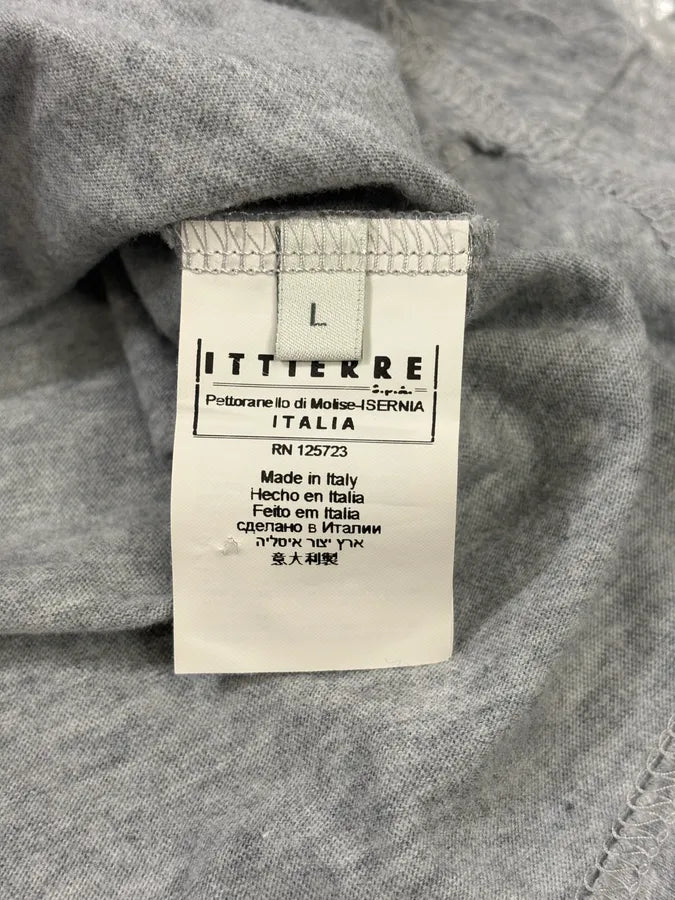 L
ITTIERRE
S.p.A.
Pettoranello di Molise-ISERNIA
ITALIA
RN 125723
Made in Italy
Hecho en Italia
Feito em Italia
сделано в Италии
ארץ יצור איטליה
意大利製